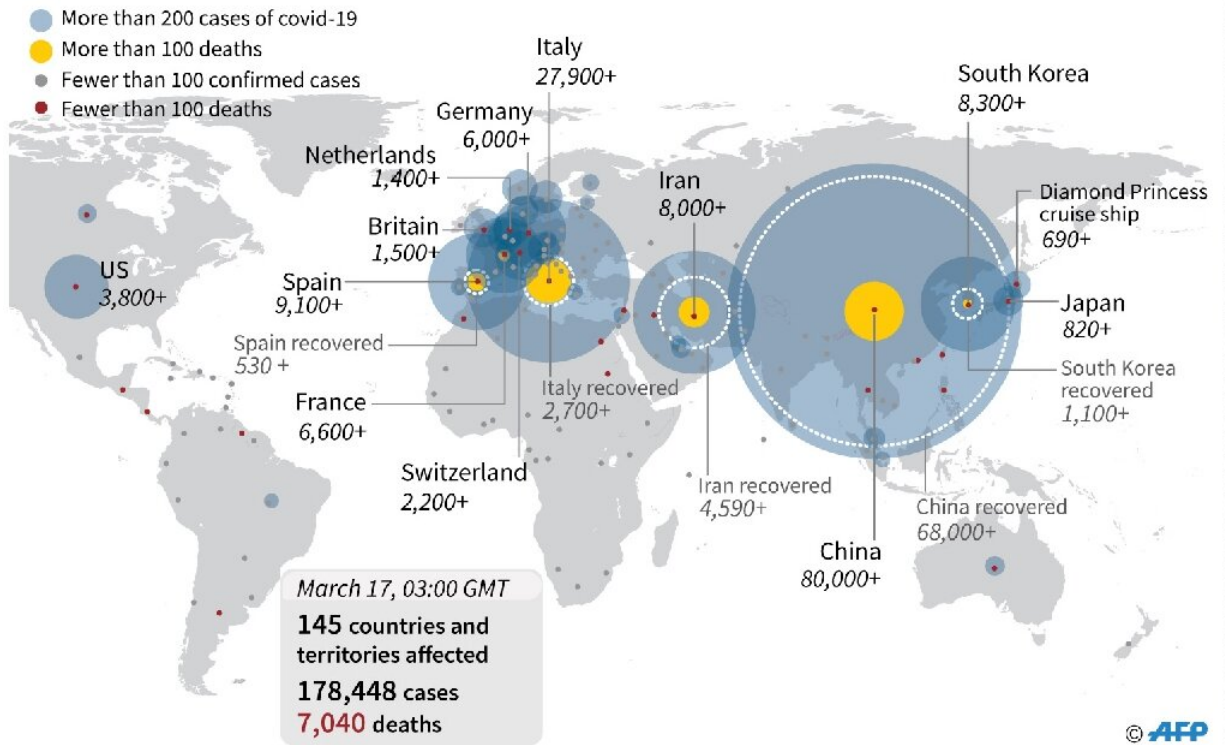 More than 200 cases of covid-19
More than 100 deaths
Fewer than 100 confirmed cases
Fewer than 100 deaths
Italy
27,900+
Germany
6,000+
Netherlands
1,400+
Britain
1,500+
Spain
9,100+
Spain recovered
530 +
France
6,600+
Switzerland
2,200+
Italy recovered
2,700+
US
3,800+
Iran
8,000+
Iran recovered
4,590+
South Korea
8,300+
Diamond Princess
cruise ship
690+
Japan
820+
South Korea
recovered
1,100+
China recovered
68,000+
China
80,000+
March 17, 03:00 GMT
145 countries and
territories affected
178,448 cases
7,040 deaths
© AFP